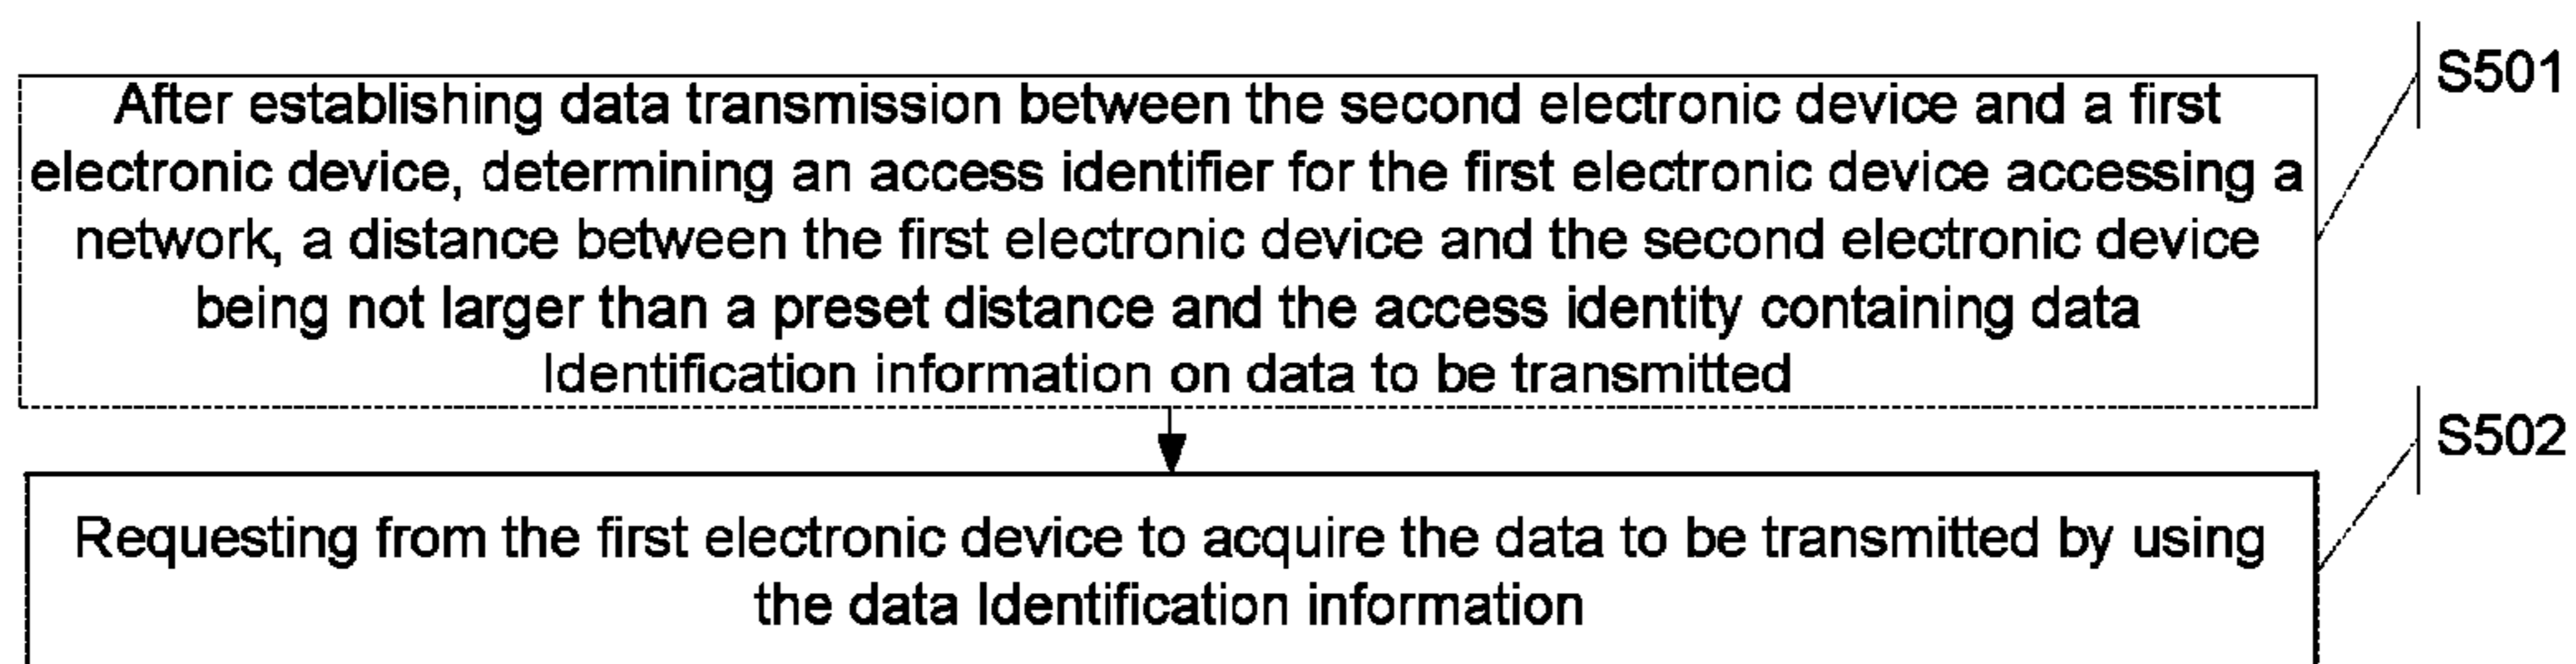 S501
After establishing data transmission between the second electronic device and a first
electronic device, determining an access identifier for the first electronic device accessing a
network, a distance between the first electronic device and the second electronic device
being not larger than a preset distance and the access identity containing data
Identification information on data to be transmitted
S502
Requesting from the first electronic device to acquire the data to be transmitted by using
the data Identification information